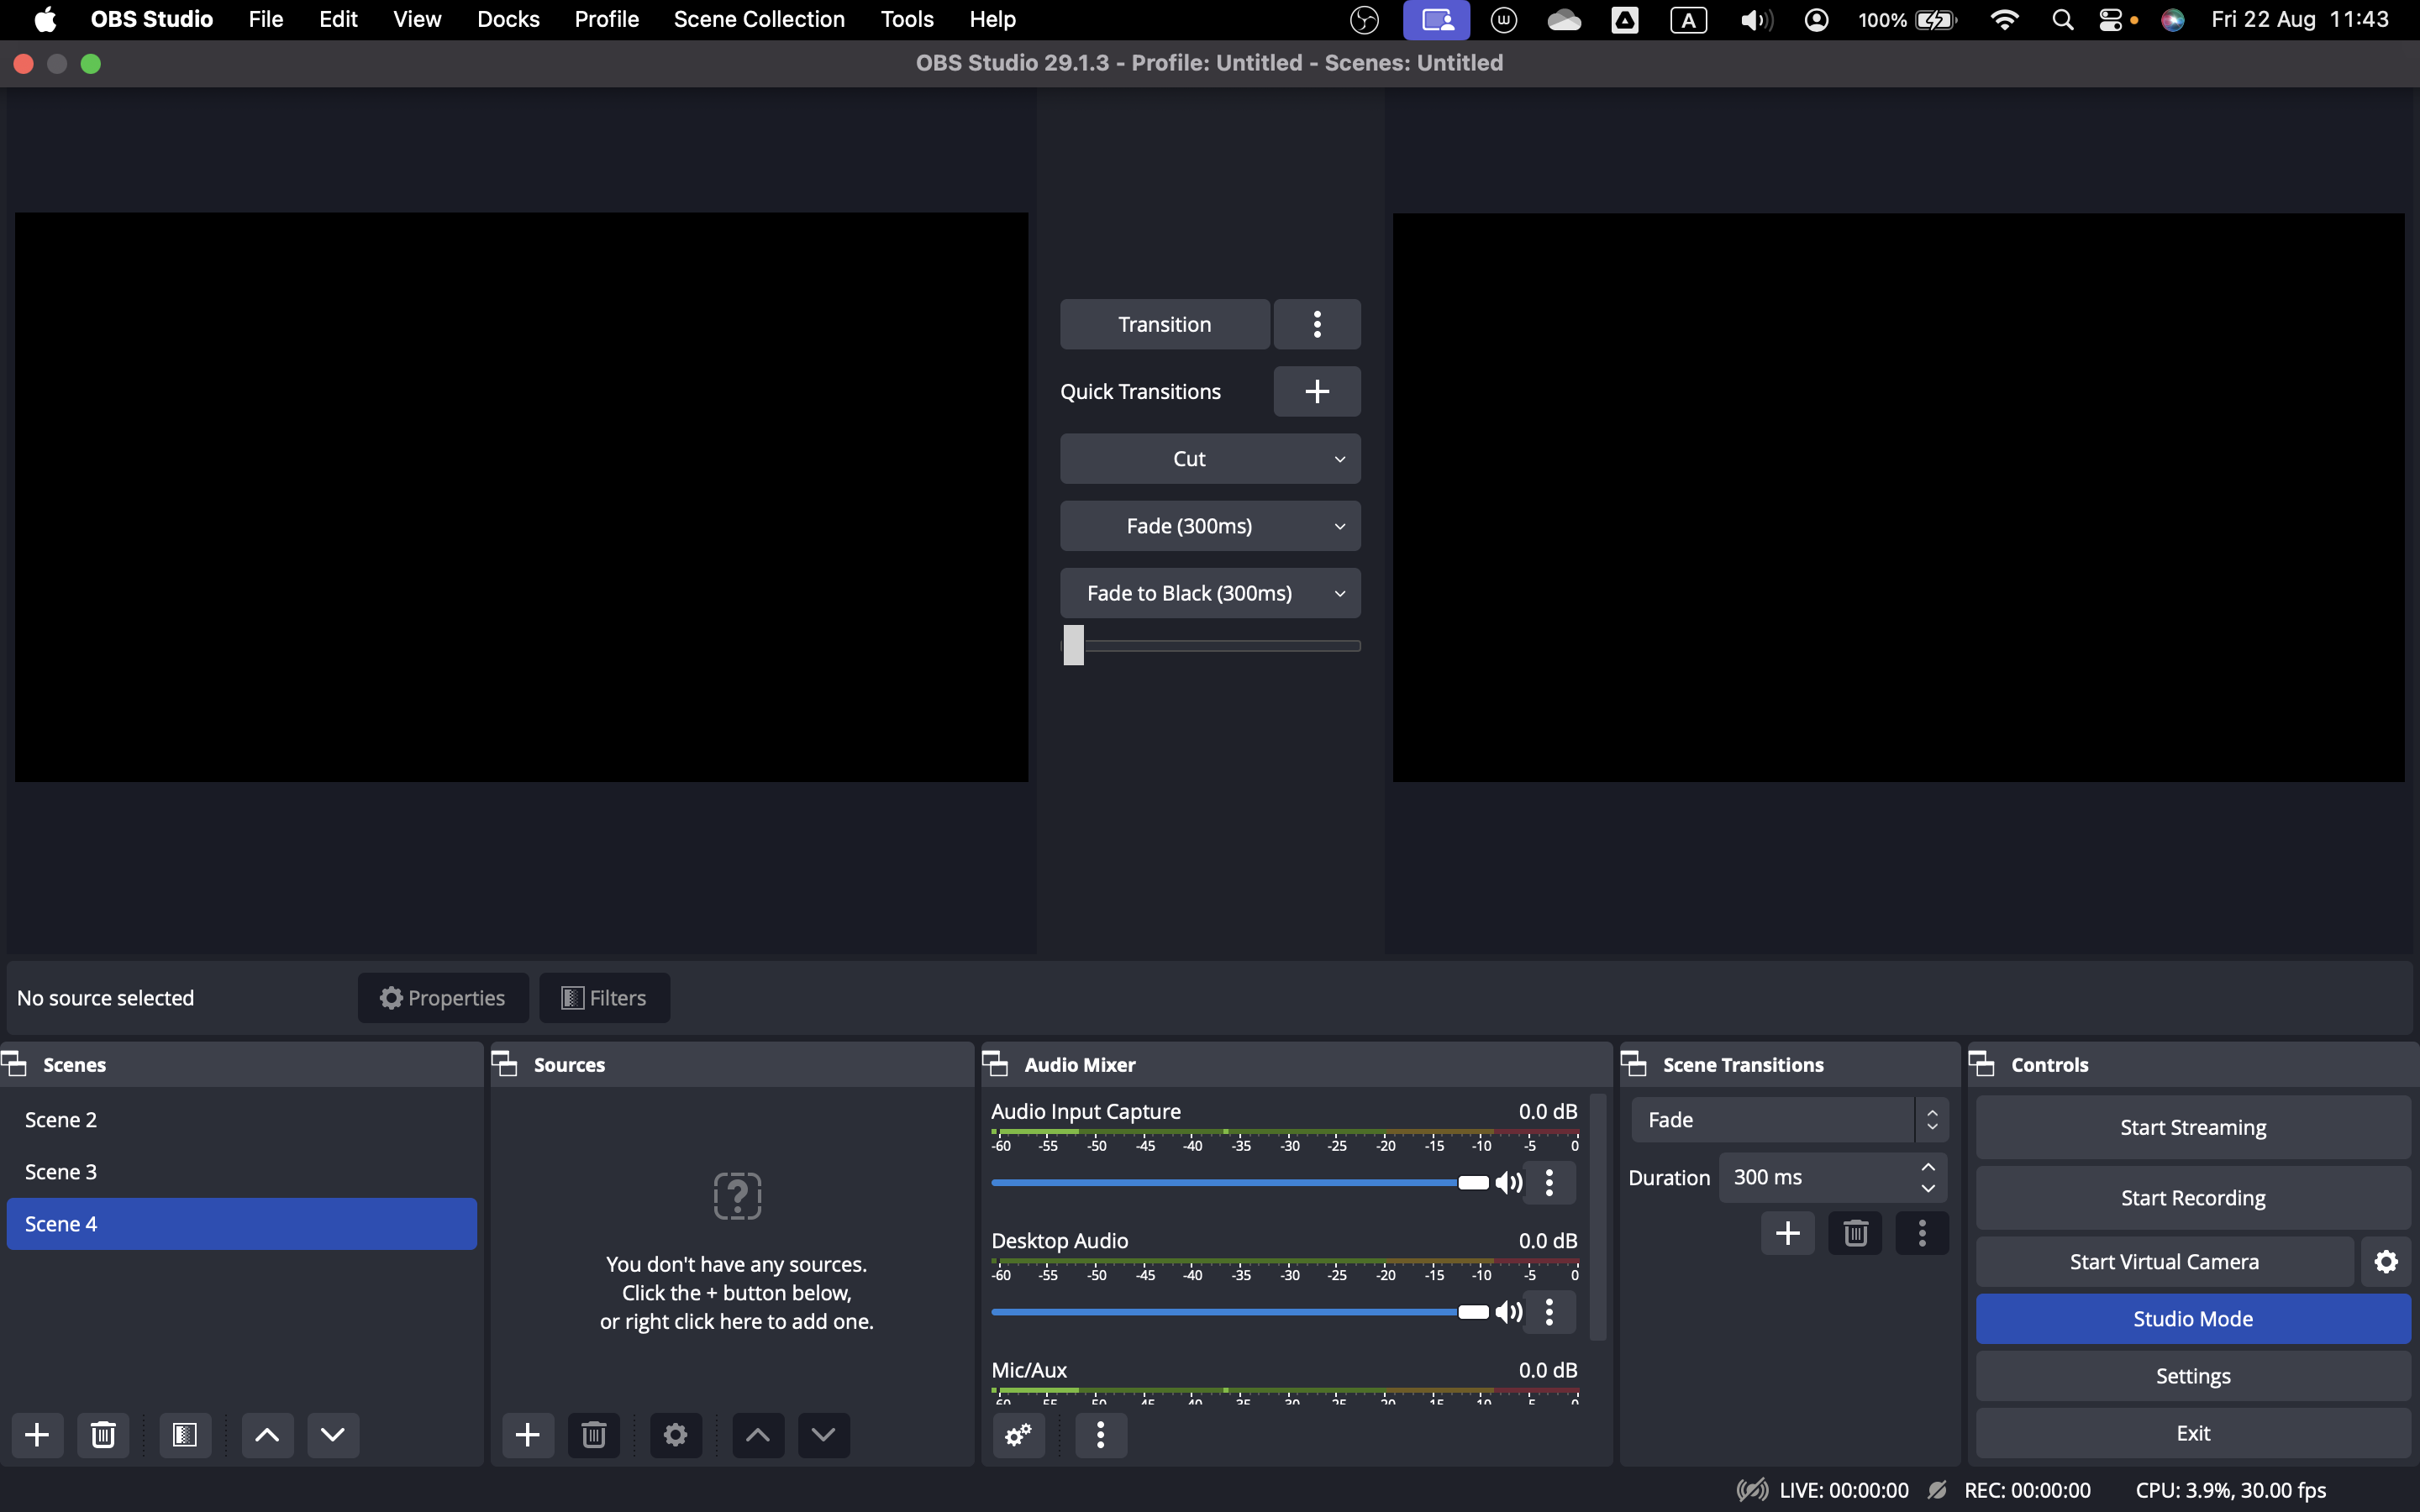 OBS Studio File Edit View Docks Profile Scene Collection Tools Help A 100% Fri 22 Aug 11:43
OBS Studio 29.1.3 - Profile: Untitled - Scenes: Untitled
Transition
Quick Transitions
Cut
Fade (300ms)
Fade to Black (300ms)
No source selected Properties Filters
Scenes
Scene 2
Scene 3
Scene 4
Sources
You don't have any sources.
Click the + button below,
or right click here to add one.
Audio Mixer
Audio Input Capture 0.0 dB
-60 -55 -50 -45 -40 -35 -30 -25 -20 -15 -10 -5 0
Desktop Audio 0.0 dB
-60 -55 -50 -45 -40 -35 -30 -25 -20 -15 -10 -5 0
Mic/Aux 0.0 dB
Scene Transitions
Fade
Duration 300 ms
Controls
Start Streaming
Start Recording
Start Virtual Camera
Studio Mode
Settings
Exit
LIVE: 00:00:00 REC: 00:00:00 CPU: 3.9%, 30.00 fps